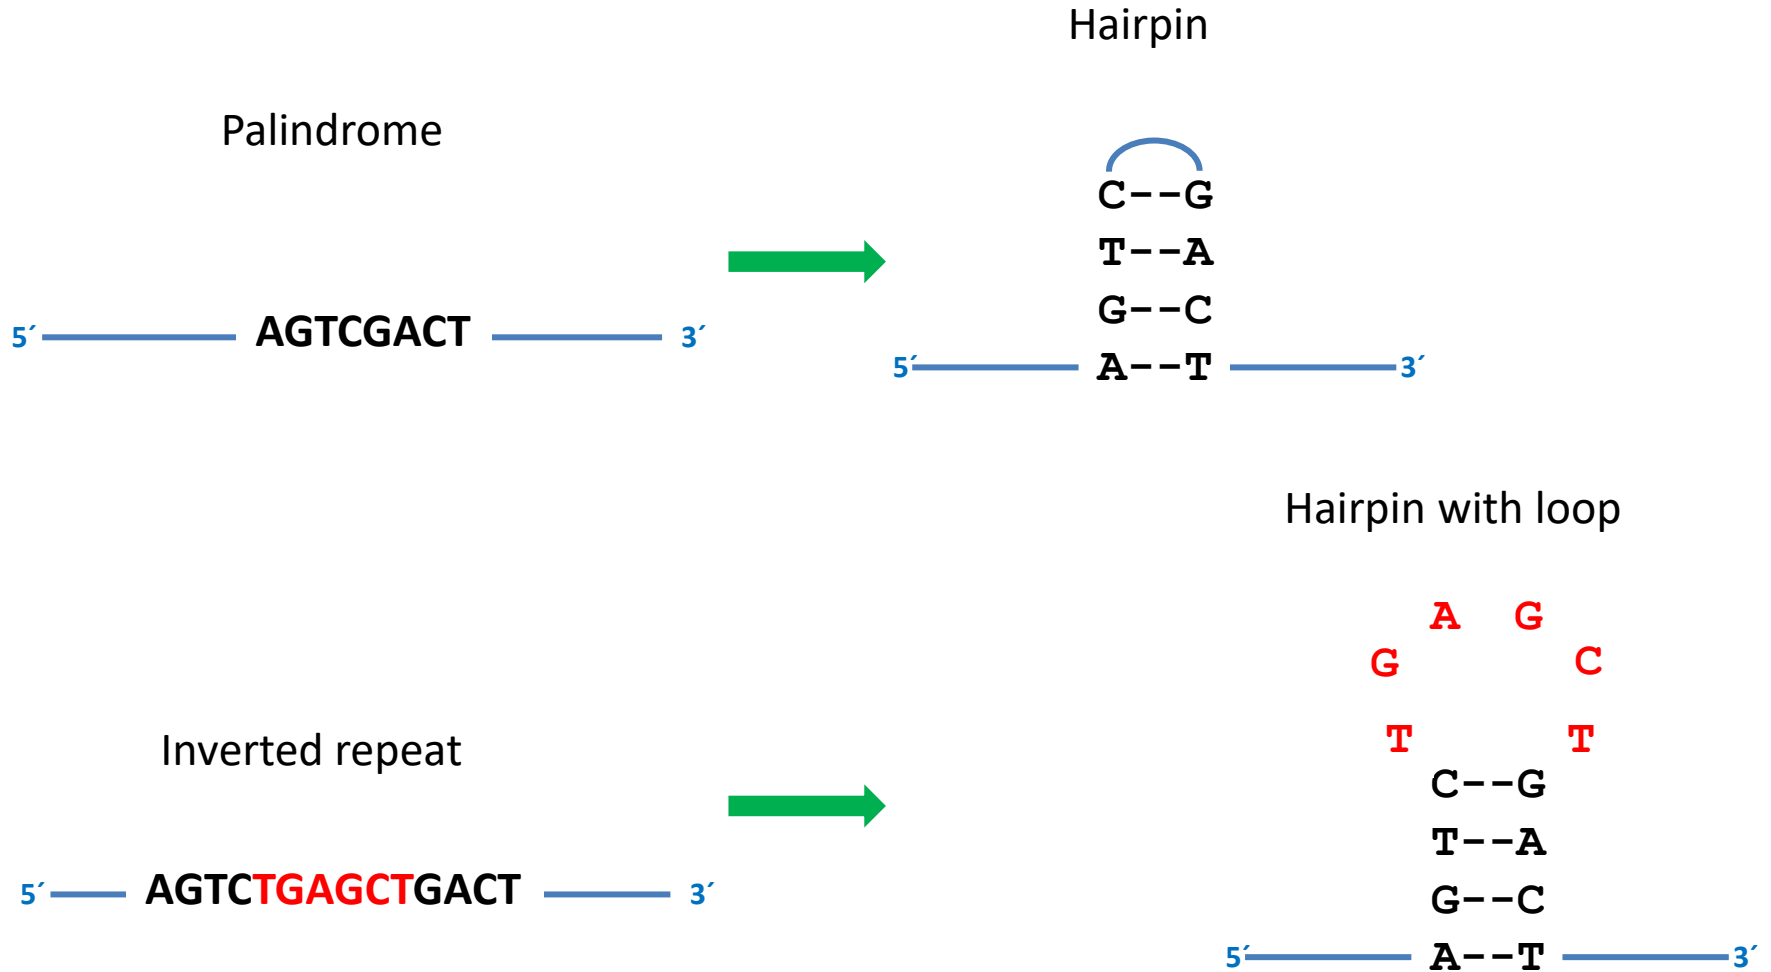 Hairpin
Palindrome
C--G
T--A
G--C
5´ AGTCGACT 3´
5´ A--T 3´
Hairpin with loop
A G
G C
T T
Inverted repeat
C--G
T--A
5´ AGTCTGAGCTGACT 3´
G--C
5´ A--T 3´